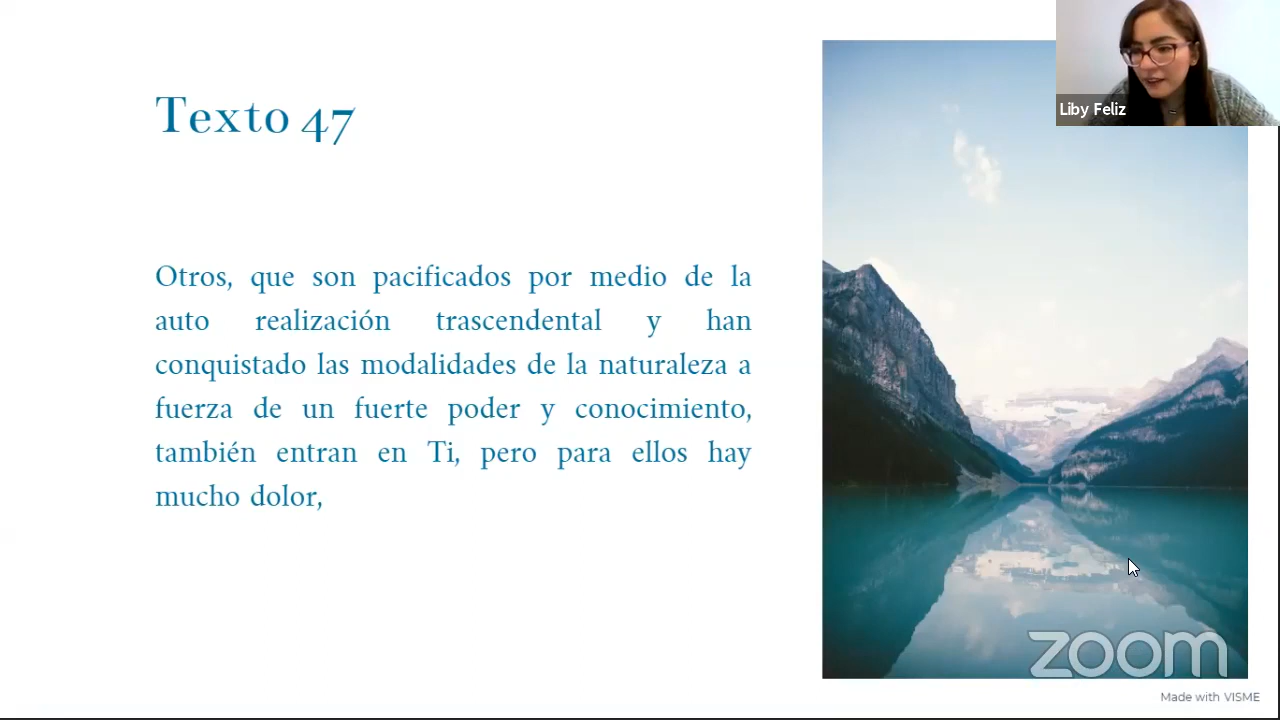 Texto 47
Otros, que son pacificados por medio de la
auto realización trascendental y han
conquistado las modalidades de la naturaleza a
fuerza de un fuerte poder y conocimiento,
también entran en Ti, pero para ellos hay
mucho dolor,
Liby Feliz
zoom
Made with VISME